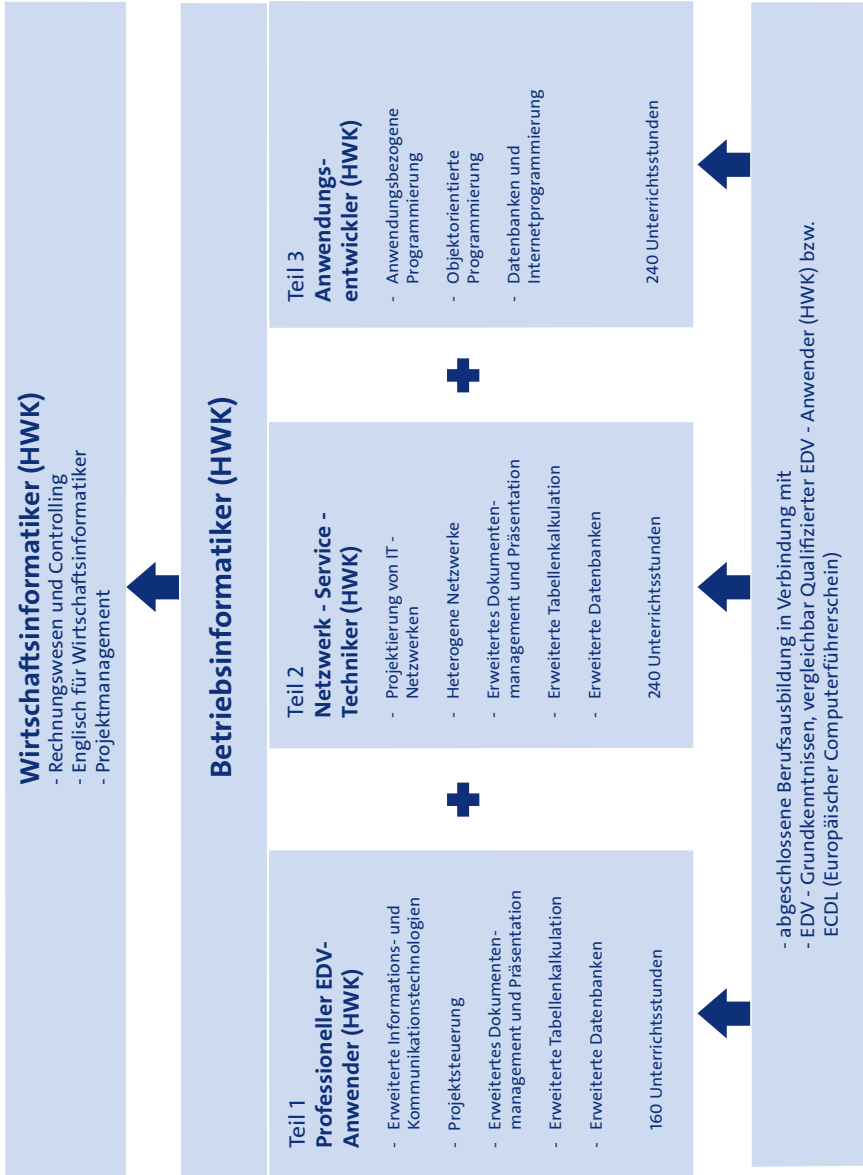 Wirtschaftsinformatiker (HWK)
- Rechnungswesen und Controlling
- Englisch für Wirtschaftsinformatiker
- Projektmanagement
Betriebsinformatiker (HWK)
Teil 1
Professioneller EDV-
Anwender (HWK)
- Erweiterte Informations- und
Kommunikationstechnologien
- Projektsteuerung
- Erweitertes Dokumenten-
management und Präsentation
- Erweiterte Tabellenkalkulation
- Erweiterte Datenbanken
160 Unterrichtsstunden
Teil 2
Netzwerk - Service -
Techniker (HWK)
- Projektierung von IT -
Netzwerken
- Heterogene Netzwerke
- Erweitertes Dokumenten-
management und Präsentation
- Erweiterte Tabellenkalkulation
- Erweiterte Datenbanken
240 Unterrichtsstunden
Teil 3
Anwendungs-
entwickler (HWK)
- Anwendungsbezogene
Programmierung
- Objektorientierte
Programmierung
- Datenbanken und
Internetprogrammierung
240 Unterrichtsstunden
- abgeschlossene Berufsausbildung in Verbindung mit
- EDV - Grundkenntnissen, vergleichbar Qualifizierter EDV - Anwender (HWK) bzw.
ECDL (Europäischer Computerführerschein)